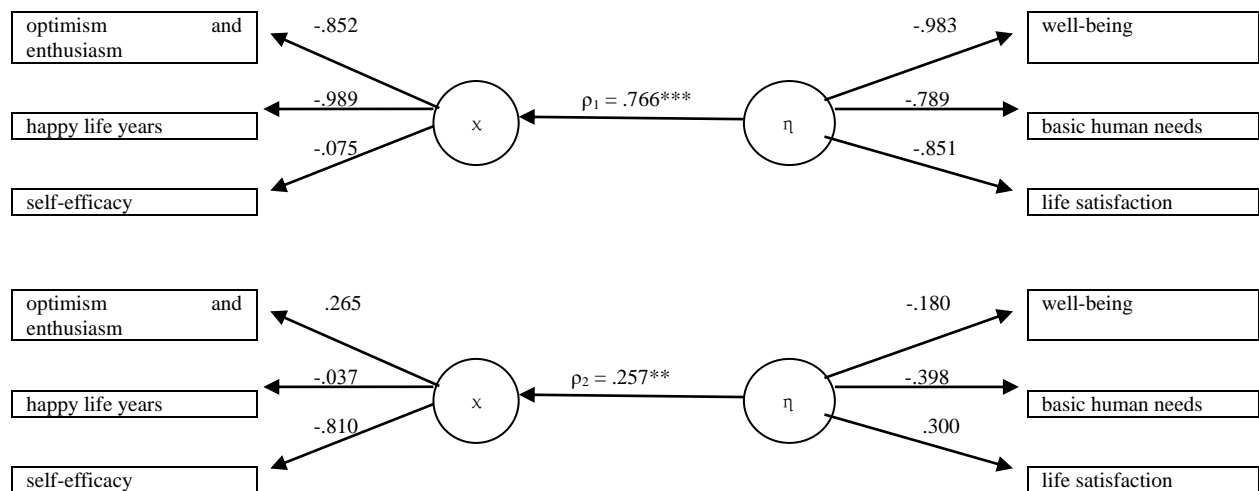 optimism and
enthusiasm
-.852
-.983
well-being
happy life years
-.989
χ
ρ₁ = .766***
η
-.789
basic human needs
self-efficacy
-.075
-.851
life satisfaction
optimism and
enthusiasm
.265
-.180
well-being
happy life years
-.037
χ
ρ₂ = .257**
η
-.398
basic human needs
self-efficacy
-.810
.300
life satisfaction